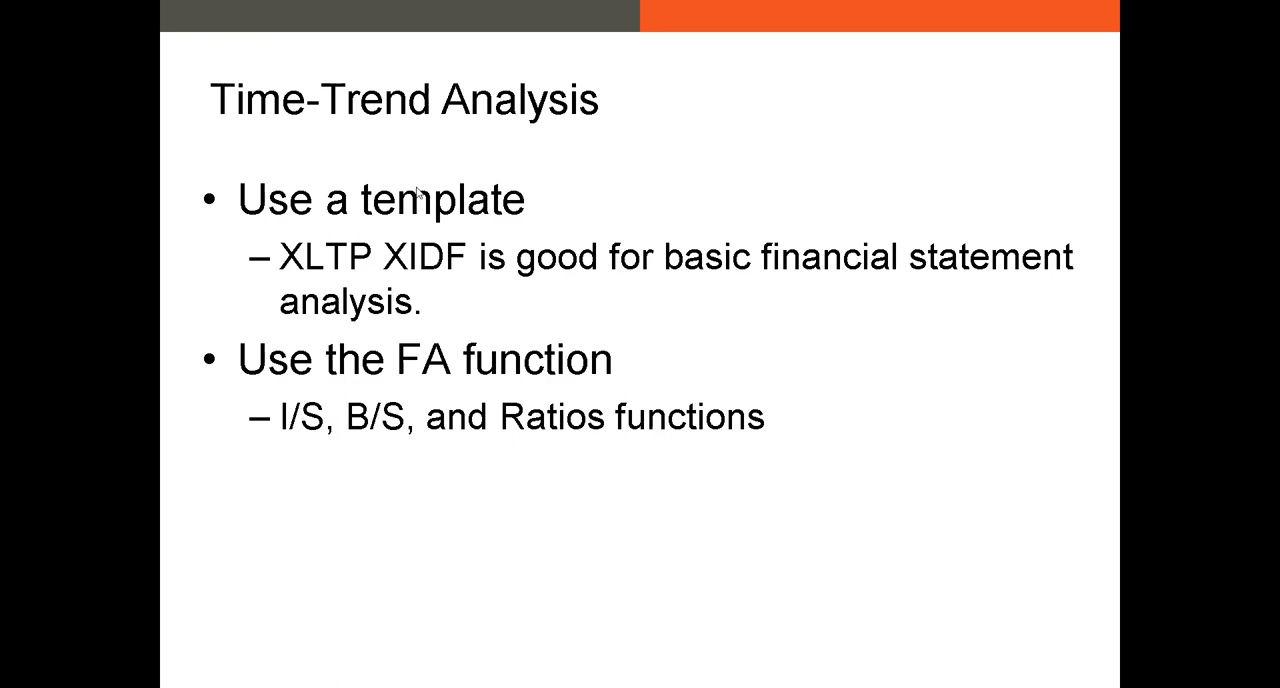 Time-Trend Analysis
• Use a template
– XLTP XIDF is good for basic financial statement
analysis.
• Use the FA function
– I/S, B/S, and Ratios functions